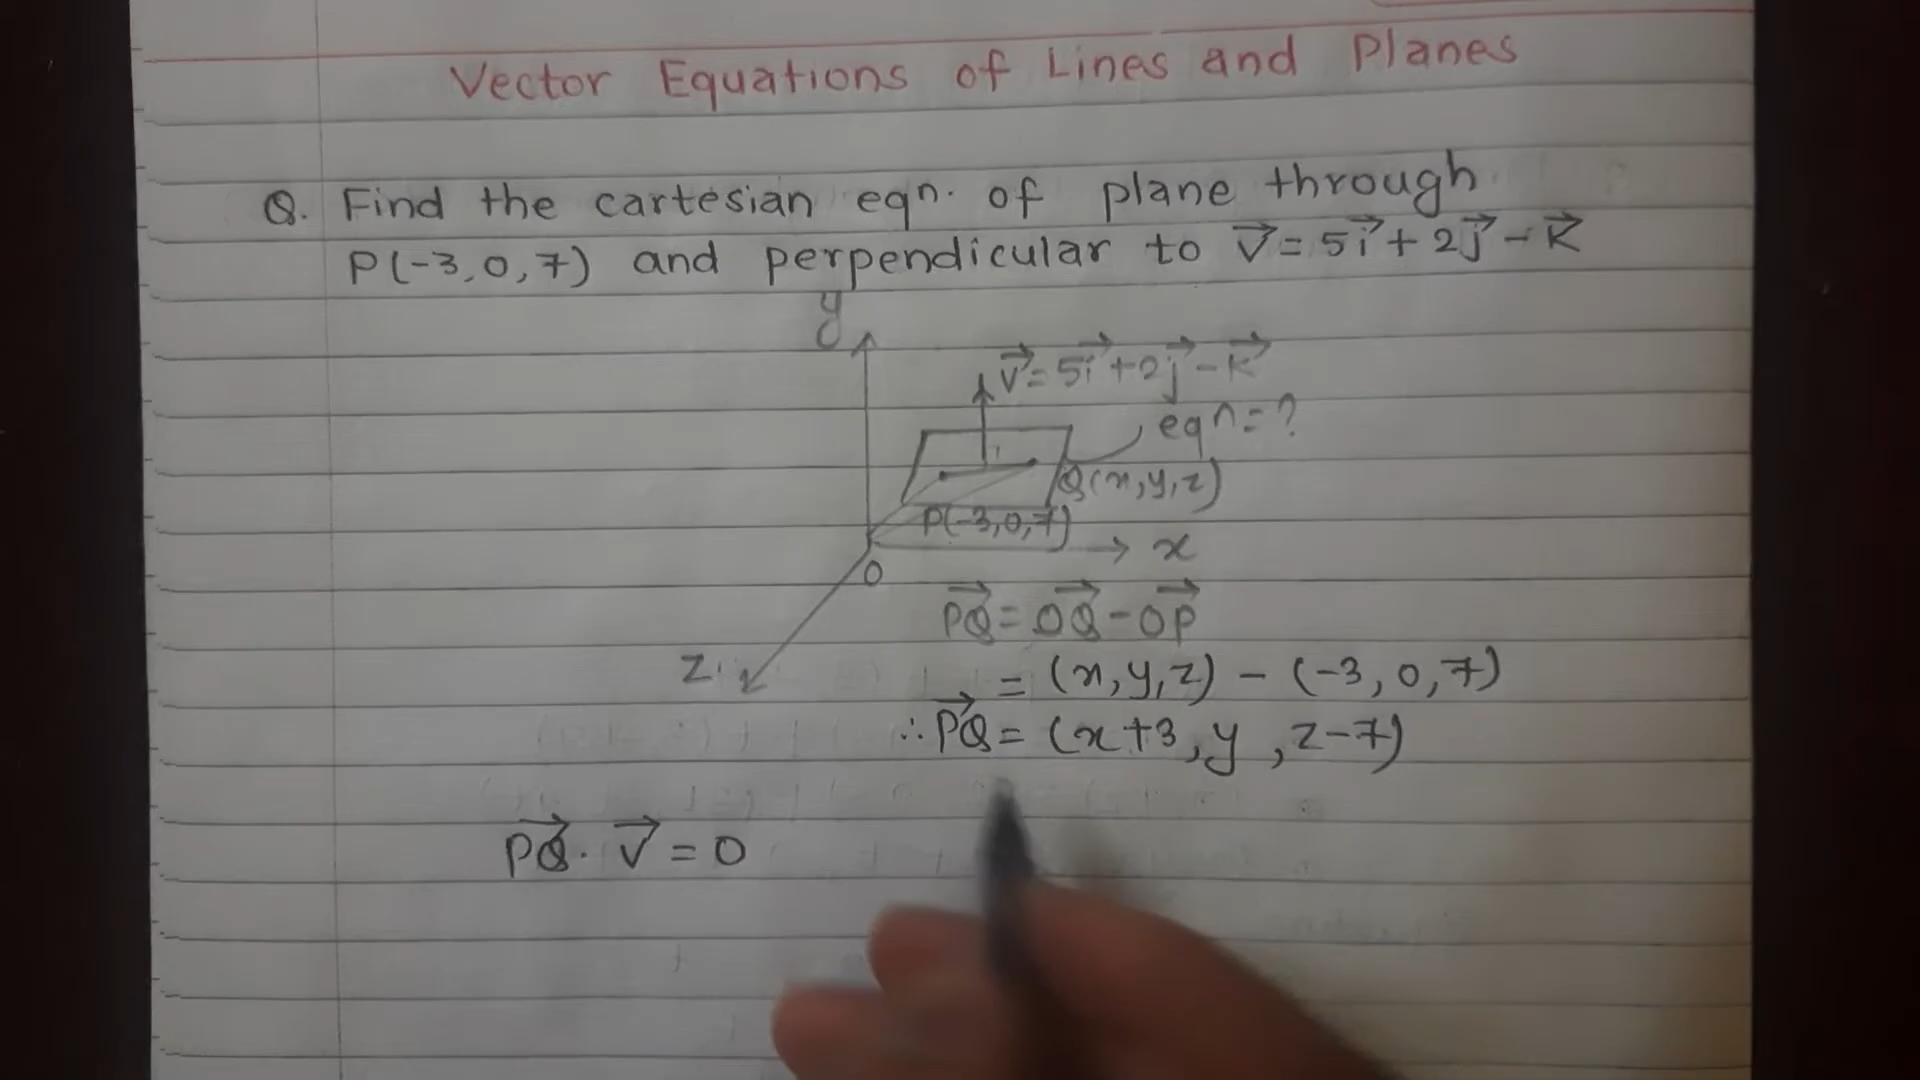 Vector Equations of Lines and Planes
Q. Find the cartesian eqn. of plane through
P(-3,0,7) and perpendicular to V⃗ = 5i⃗ + 2j⃗ - K⃗
y
V⃗ = 5i⃗ + 2j⃗ - K⃗
eqn = ?
Q(x,y,z)
P(-3,0,7)
x
O
PQ⃗ = OQ⃗ - OP⃗
Z
= (x,y,z) - (-3,0,7)
∴ PQ⃗ = (x+3, y, z-7)
PQ⃗ · V⃗ = 0